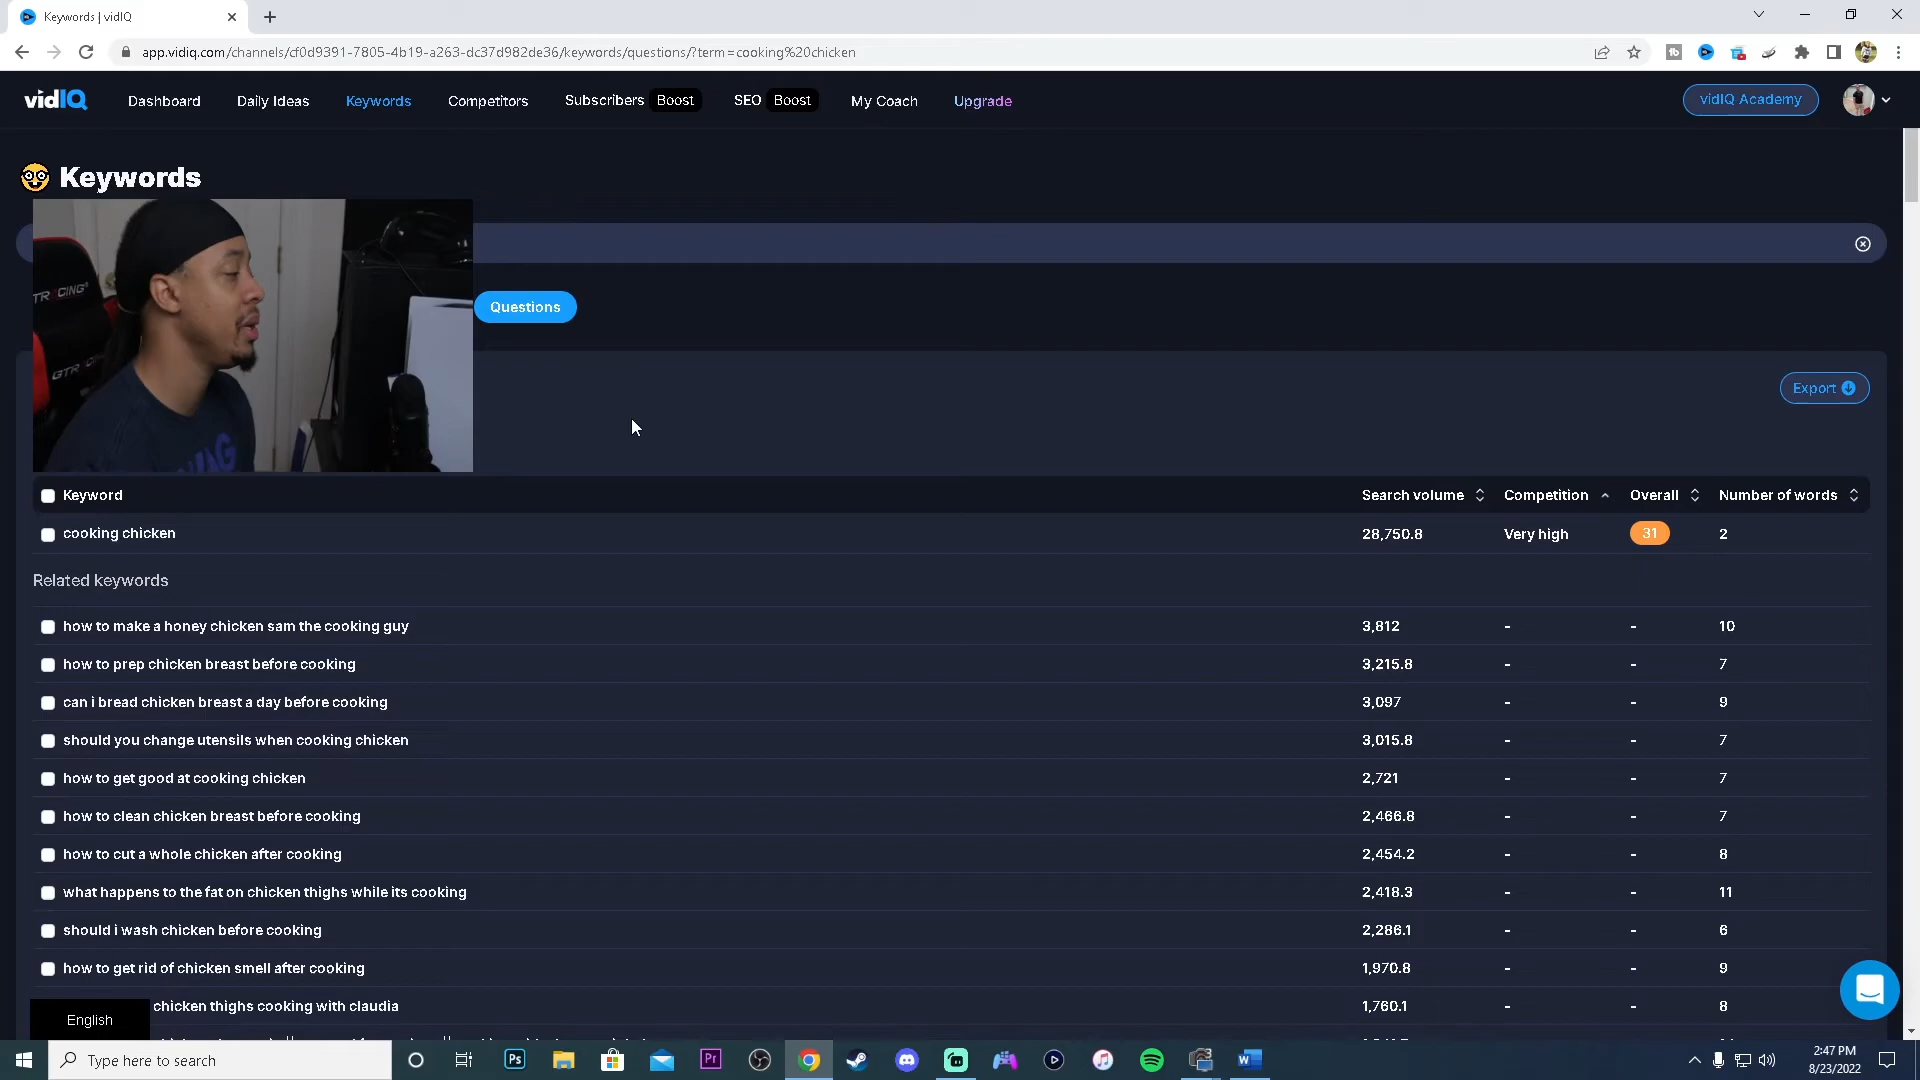 Keywords | vidIQ
app.vidiq.com/channels/cf0d9391-7805-4b19-a263-dc37d982de36/keywords/questions/?term=cooking%20chicken
vidIQ Dashboard Daily Ideas Keywords Competitors Subscribers Boost SEO Boost My Coach Upgrade vidIQ Academy
Keywords
Questions
GTRACING
Export
Keyword Search volume Competition Overall Number of words
cooking chicken 28,750.8 Very high 31 2
Related keywords
how to make a honey chicken sam the cooking guy 3,812 - - 10
how to prep chicken breast before cooking 3,215.8 - - 7
can i bread chicken breast a day before cooking 3,097 - - 9
should you change utensils when cooking chicken 3,015.8 - - 7
how to get good at cooking chicken 2,721 - - 7
how to clean chicken breast before cooking 2,466.8 - - 7
how to cut a whole chicken after cooking 2,454.2 - - 8
what happens to the fat on chicken thighs while its cooking 2,418.3 - - 11
should i wash chicken before cooking 2,286.1 - - 6
how to get rid of chicken smell after cooking 1,970.8 - - 9
chicken thighs cooking with claudia 1,760.1 - - 8
English
Type here to search
Ps
Pr
2:47 PM
8/23/2022